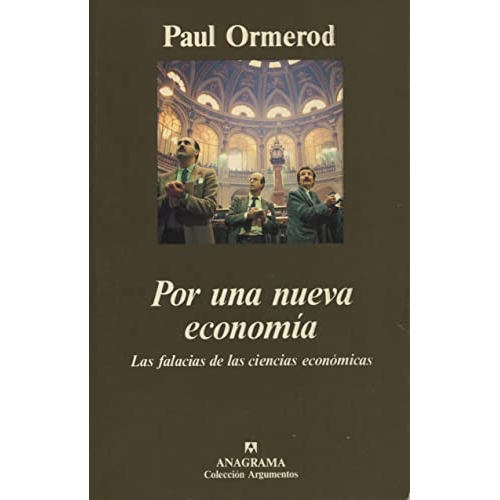 Paul Ormerod
Por una nueva
economía
Las falacias de las ciencias económicas
ANAGRAMA
Colección Argumentos